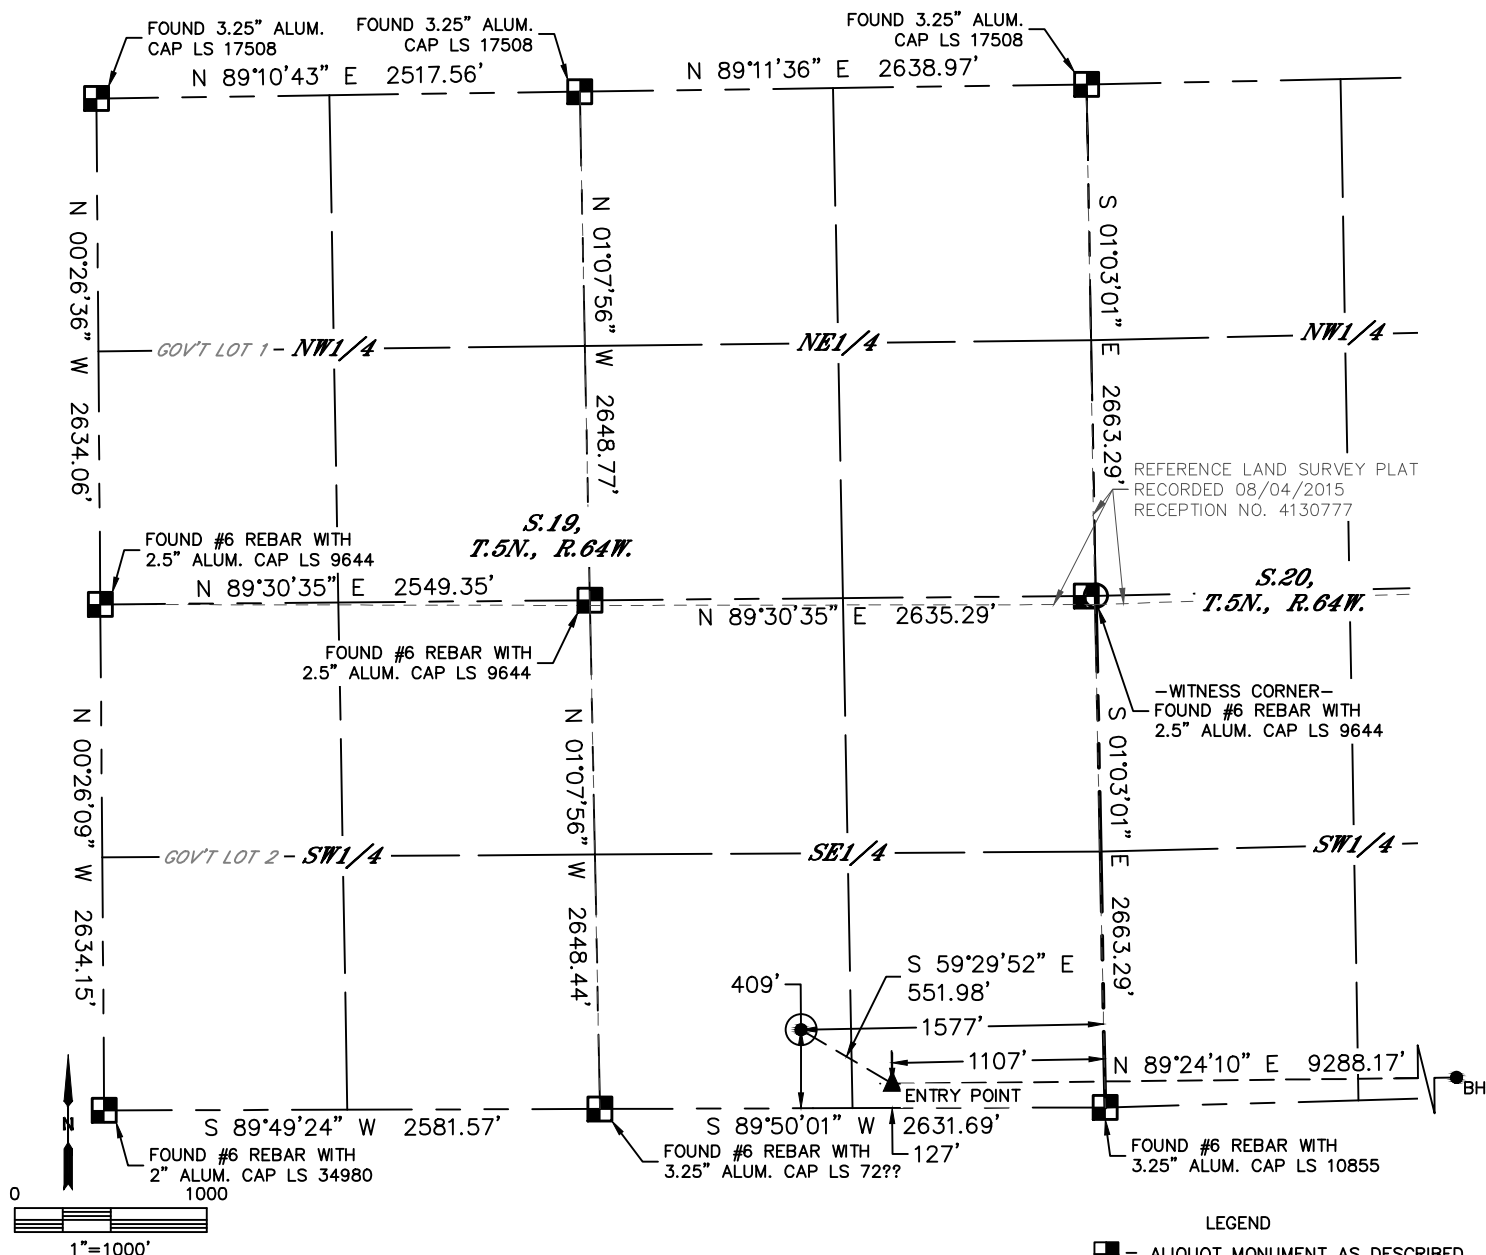 FOUND 3.25” ALUM.
CAP LS 17508
FOUND 3.25” ALUM.
CAP LS 17508
FOUND 3.25” ALUM.
CAP LS 17508
N 89°10’43” E 2517.56’
N 89°11’36” E 2638.97’
N 00°26’36” W 2634.06’
N 01°07’56” W 2648.77’
S 01°03’01” E 2663.29’
GOV’T LOT 1 – NW1/4
NE1/4
NW1/4
REFERENCE LAND SURVEY PLAT
RECORDED 08/04/2015
RECEPTION NO. 4130777
S.19,
T.5N., R.64W.
FOUND #6 REBAR WITH
2.5” ALUM. CAP LS 9644
N 89°30’35” E 2549.35’
N 89°30’35” E 2635.29’
S.20,
T.5N., R.64W.
FOUND #6 REBAR WITH
2.5” ALUM. CAP LS 9644
–WITNESS CORNER–
FOUND #6 REBAR WITH
2.5” ALUM. CAP LS 9644
N 00°26’09” W 2634.15’
N 01°07’56” W 2648.44’
S 01°03’01” E 2663.29’
GOV’T LOT 2 – SW1/4
SE1/4
SW1/4
S 59°29’52” E
551.98’
409’
1577’
1107’
N 89°24’10” E 9288.17’
BH
ENTRY POINT
N
S 89°49’24” W 2581.57’
S 89°50’01” W 2631.69’
127’
FOUND #6 REBAR WITH
2” ALUM. CAP LS 34980
FOUND #6 REBAR WITH
3.25” ALUM. CAP LS 72??
FOUND #6 REBAR WITH
3.25” ALUM. CAP LS 10855
0 1000
1”=1000’
LEGEND
– ALIQUOT MONUMENT AS DESCRIBED